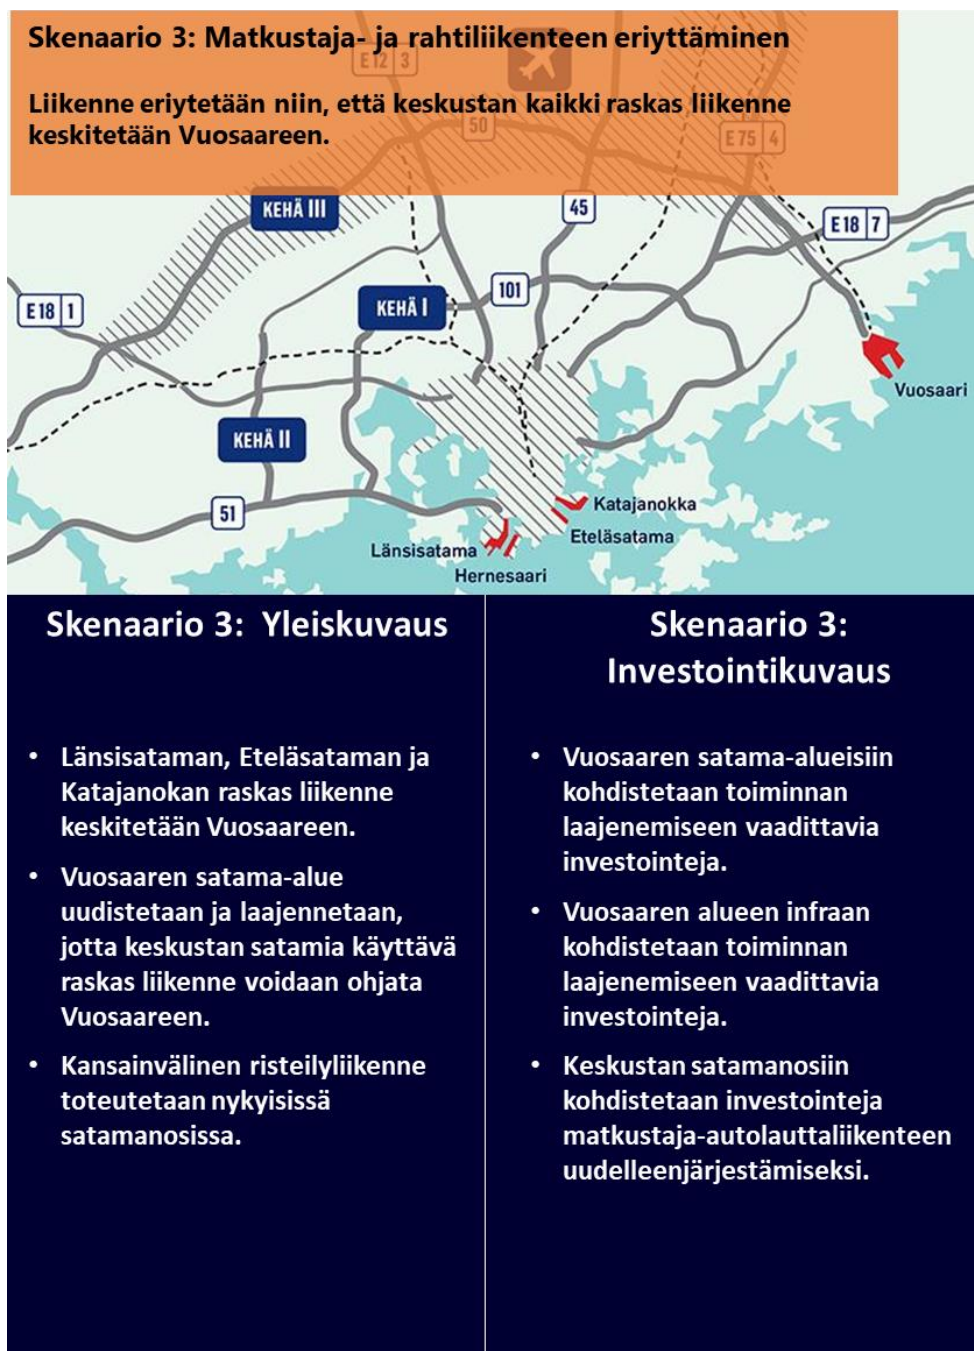 Skenaario 3: Matkustaja- ja rahtiliikenteen eriyttäminen
E12 3
Liikenne eriytetään niin, että keskustan kaikki raskas liikenne
keskitetään Vuosaareen.
50
E 75 4
KEHÄ III
45
E 18 7
E 18 1
KEHÄ I
101
Vuosaari
KEHÄ II
51
Katajanokka
Eteläsatama
Länsisatama
Hernesaari
Skenaario 3: Yleiskuvaus
• Länsisataman, Eteläsataman ja
Katajanokan raskas liikenne
keskitetään Vuosaareen.
• Vuosaaren satama-alue
uudistetaan ja laajennetaan,
jotta keskustan satamia käyttävä
raskas liikenne voidaan ohjata
Vuosaareen.
• Kansainvälinen risteilyliikenne
toteutetaan nykyisissä
satamanosissa.
Skenaario 3:
Investointikuvaus
• Vuosaaren satama-alueisiin
kohdistetaan toiminnan
laajenemiseen vaadittavia
investointeja.
• Vuosaaren alueen infraan
kohdistetaan toiminnan
laajenemiseen vaadittavia
investointeja.
• Keskustan satamanosiin
kohdistetaan investointeja
matkustaja-autolauttaliikenteen
uudelleenjärjestämiseksi.